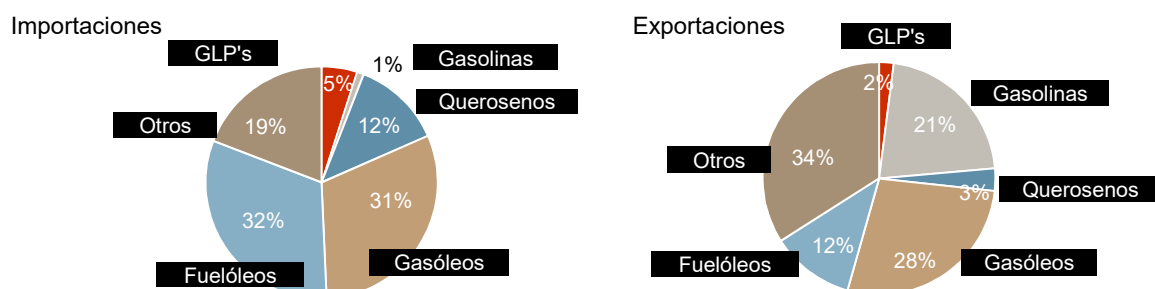 Importaciones
GLP's
5%
1%
Gasolinas
Querosenos
12%
Otros
19%
31%
32%
Gasóleos
Fuelóleos
Exportaciones
GLP's
2%
Gasolinas
21%
Otros
34%
3%
Querosenos
12%
28%
Fuelóleos
Gasóleos